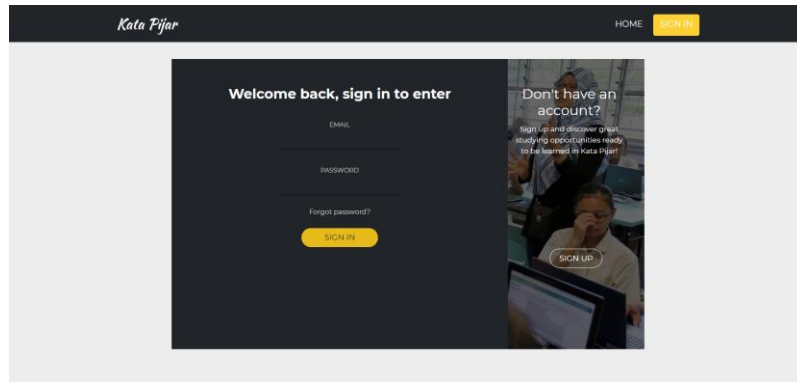 Kata Pijar
HOME
SIGN IN
Welcome back, sign in to enter
EMAIL
PASSWORD
Forgot password?
SIGN IN
Don't have an
account?
Sign up and discover great
studying opportunities ready
to be learned in Kata Pijar!
SIGN UP